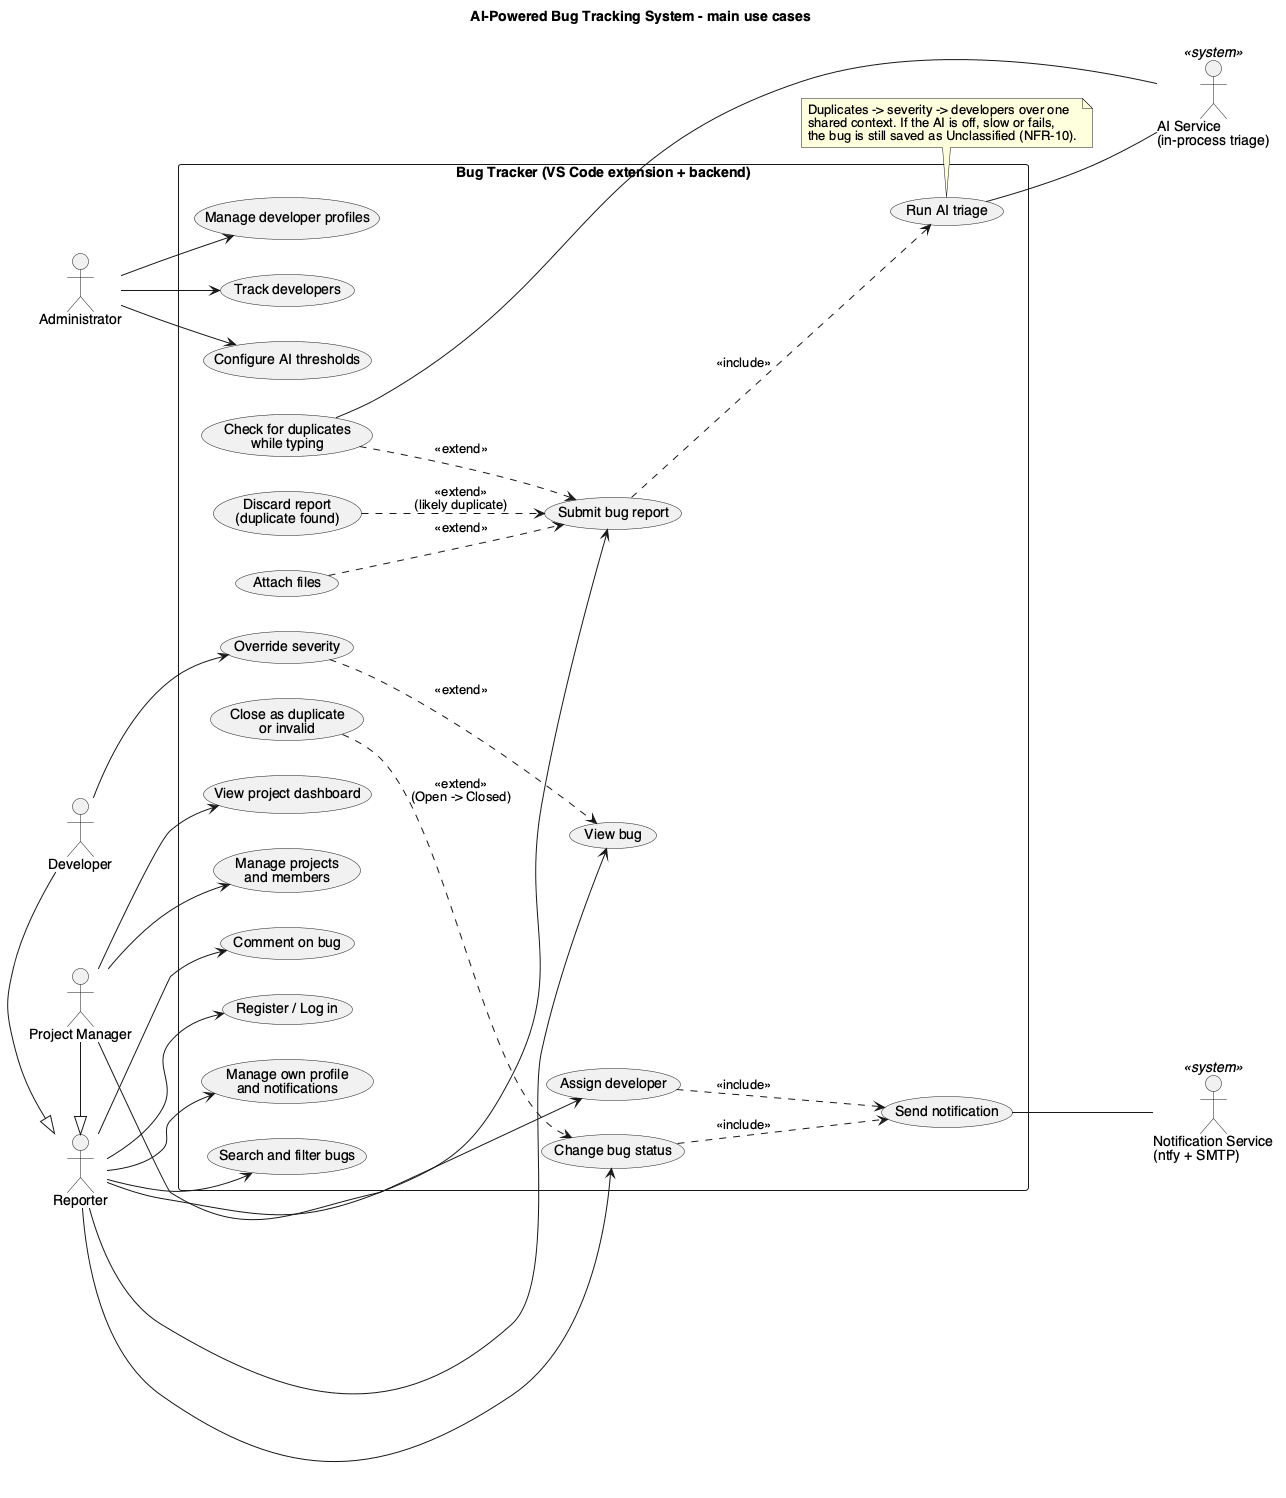 AI-Powered Bug Tracking System - main use cases
«system»
AI Service
(in-process triage)
Duplicates -> severity -> developers over one
shared context. If the AI is off, slow or fails,
the bug is still saved as Unclassified (NFR-10).
Bug Tracker (VS Code extension + backend)
Manage developer profiles
Run AI triage
Track developers
Administrator
Configure AI thresholds
«include»
Check for duplicates
while typing
«extend»
Discard report
(duplicate found)
«extend»
(likely duplicate)
Submit bug report
«extend»
Attach files
Override severity
«extend»
Close as duplicate
or invalid
«extend»
(Open -> Closed)
View project dashboard
View bug
Developer
Manage projects
and members
Comment on bug
Register / Log in
Project Manager
Manage own profile
and notifications
Assign developer
«include»
Send notification
«system»
Notification Service
(ntfy + SMTP)
«include»
Change bug status
Search and filter bugs
Reporter